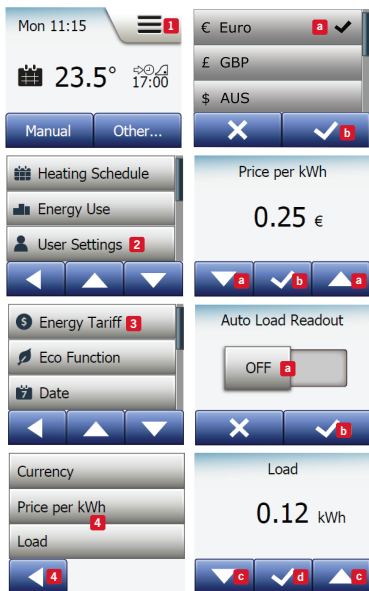 Mon 11:15
1
23.5°
17:00
Manual Other...
Heating Schedule
Energy Use
User Settings 2
$ Energy Tariff 3
Eco Function
7 Date
Currency
Price per kWh
4
Load
4
€ Euro a
£ GBP
$ AUS
b
Price per kWh
0.25 €
a b a
Auto Load Readout
OFF a
b
Load
0.12 kWh
c d c